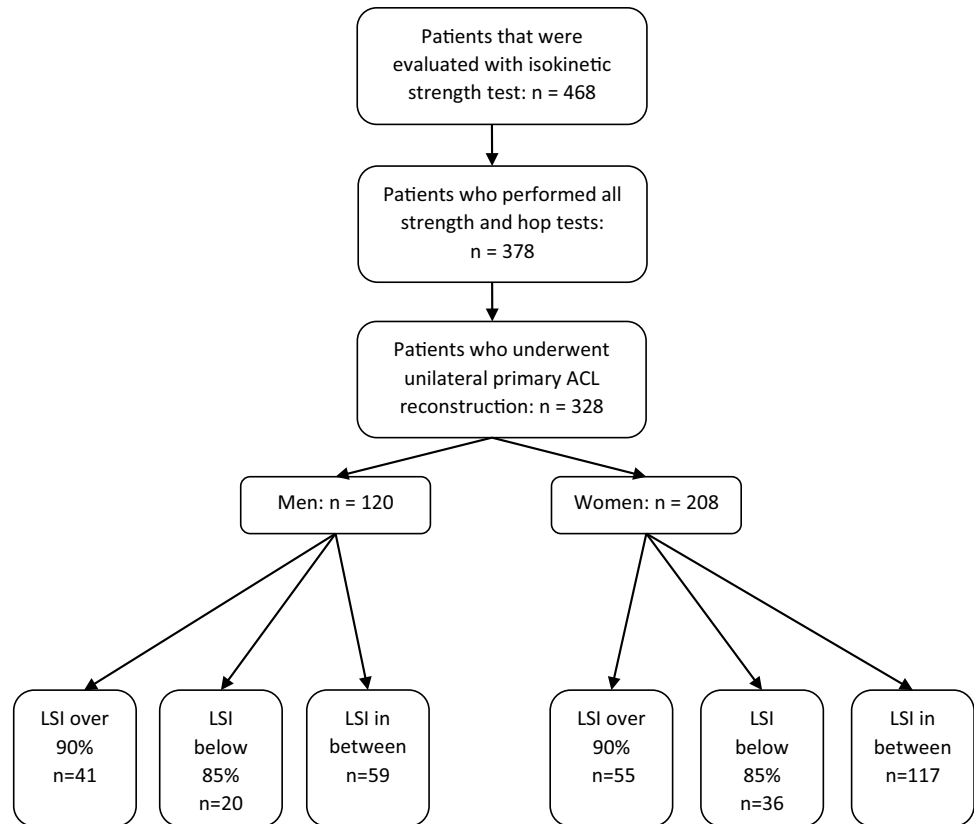 Patients that were
evaluated with isokinetic
strength test: n = 468
Patients who performed all
strength and hop tests:
n = 378
Patients who underwent
unilateral primary ACL
reconstruction: n = 328
Men: n = 120
Women: n = 208
LSI over
90%
n=41
LSI
below
85%
n=20
LSI in
between
n=59
LSI over
90%
n=55
LSI
below
85%
n=36
LSI in
between
n=117